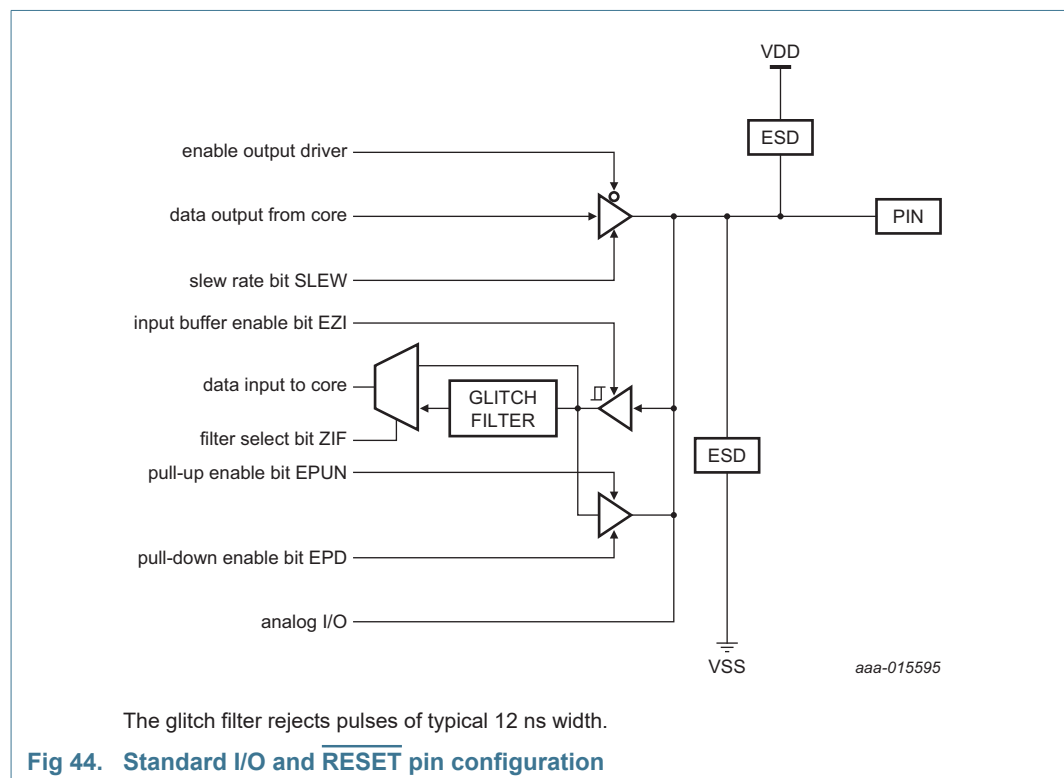 VDD
ESD
enable output driver
data output from core
PIN
slew rate bit SLEW
input buffer enable bit EZI
data input to core
GLITCH
FILTER
filter select bit ZIF
ESD
pull-up enable bit EPUN
pull-down enable bit EPD
analog I/O
VSS
aaa-015595
The glitch filter rejects pulses of typical 12 ns width.
Fig 44. Standard I/O and RESET pin configuration